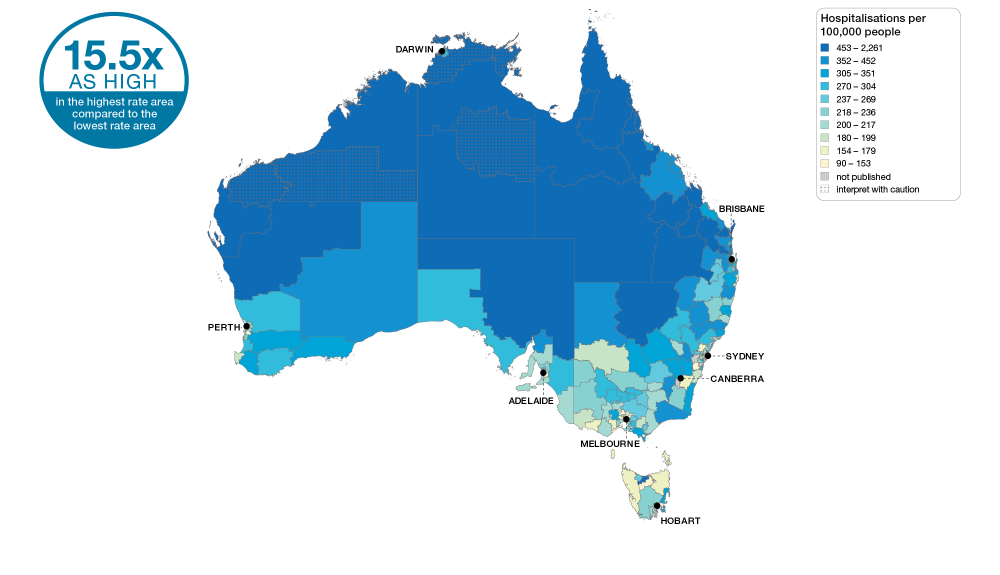 15.5x
AS HIGH
in the highest rate area
compared to the
lowest rate area
Hospitalisations per
100,000 people
453 – 2,261
352 – 452
305 – 351
270 – 304
237 – 269
218 – 236
200 – 217
180 – 199
154 – 179
90 – 153
not published
interpret with caution
DARWIN
BRISBANE
PERTH
SYDNEY
CANBERRA
ADELAIDE
MELBOURNE
HOBART